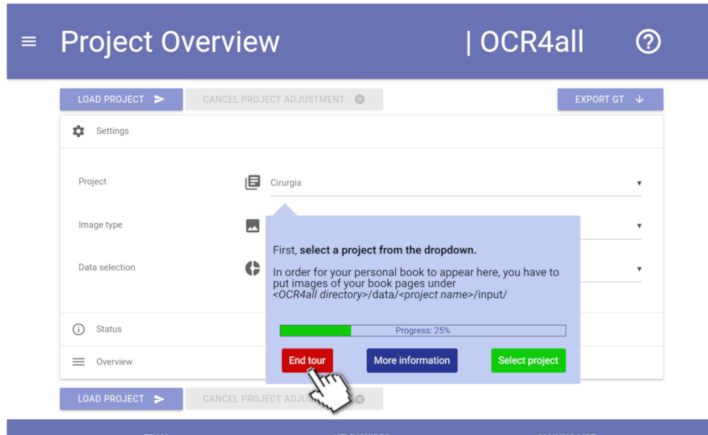 Project Overview | OCR4all
LOAD PROJECT CANCEL PROJECT ADJUSTMENT EXPORT GT
Settings
Project Cirurgia
Image type
First, select a project from the dropdown.
Data selection
In order for your personal book to appear here, you have to
put images of your book pages under
<OCR4all directory>/data/<project name>/input/
Status
Progress: 25%
Overview
End tour More information Select project
LOAD PROJECT CANCEL PROJECT